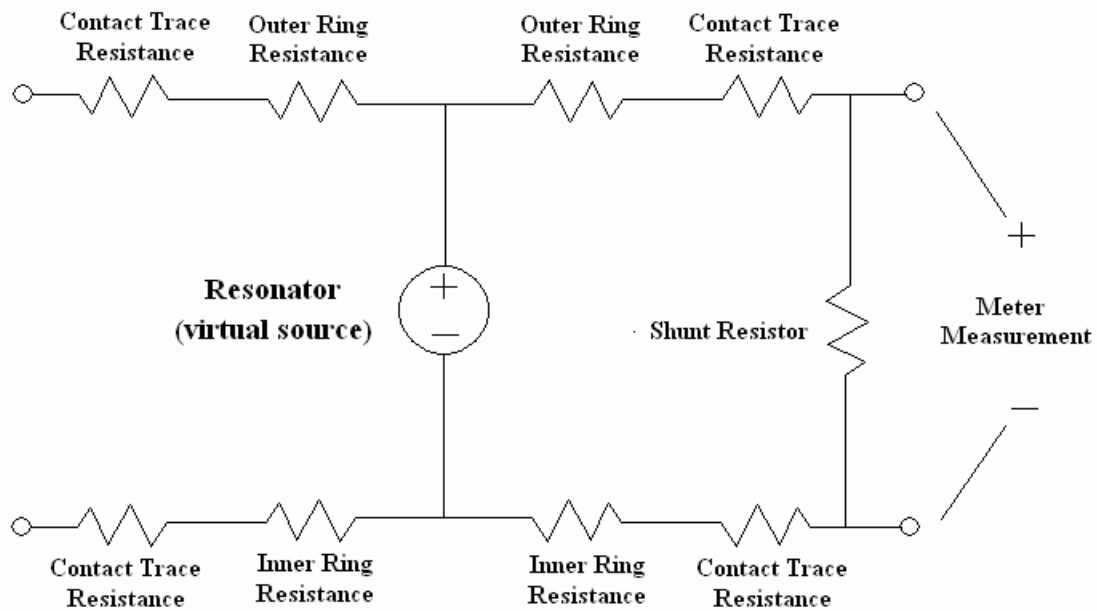 Contact Trace
Resistance
Outer Ring
Resistance
Outer Ring
Resistance
Contact Trace
Resistance
+
Resonator
(virtual source)
+
—
Shunt Resistor
Meter
Measurement
—
Contact Trace
Resistance
Inner Ring
Resistance
Inner Ring
Resistance
Contact Trace
Resistance